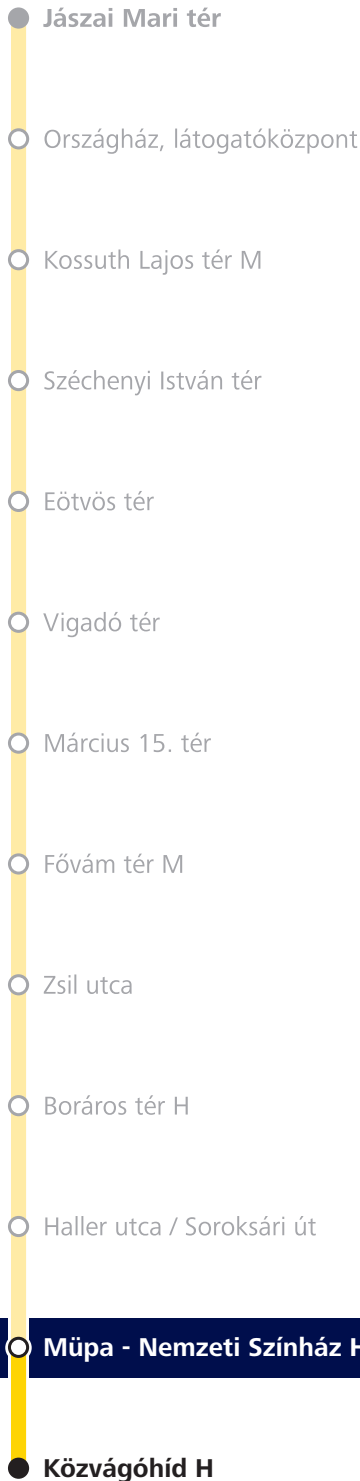 Jászai Mari tér
Országház, látogatóközpont
Kossuth Lajos tér M
Széchenyi István tér
Eötvös tér
Vigadó tér
Március 15. tér
Fővám tér M
Zsil utca
Boráros tér H
Haller utca / Soroksári út
Müpa - Nemzeti Színház H
Közvágóhíd H